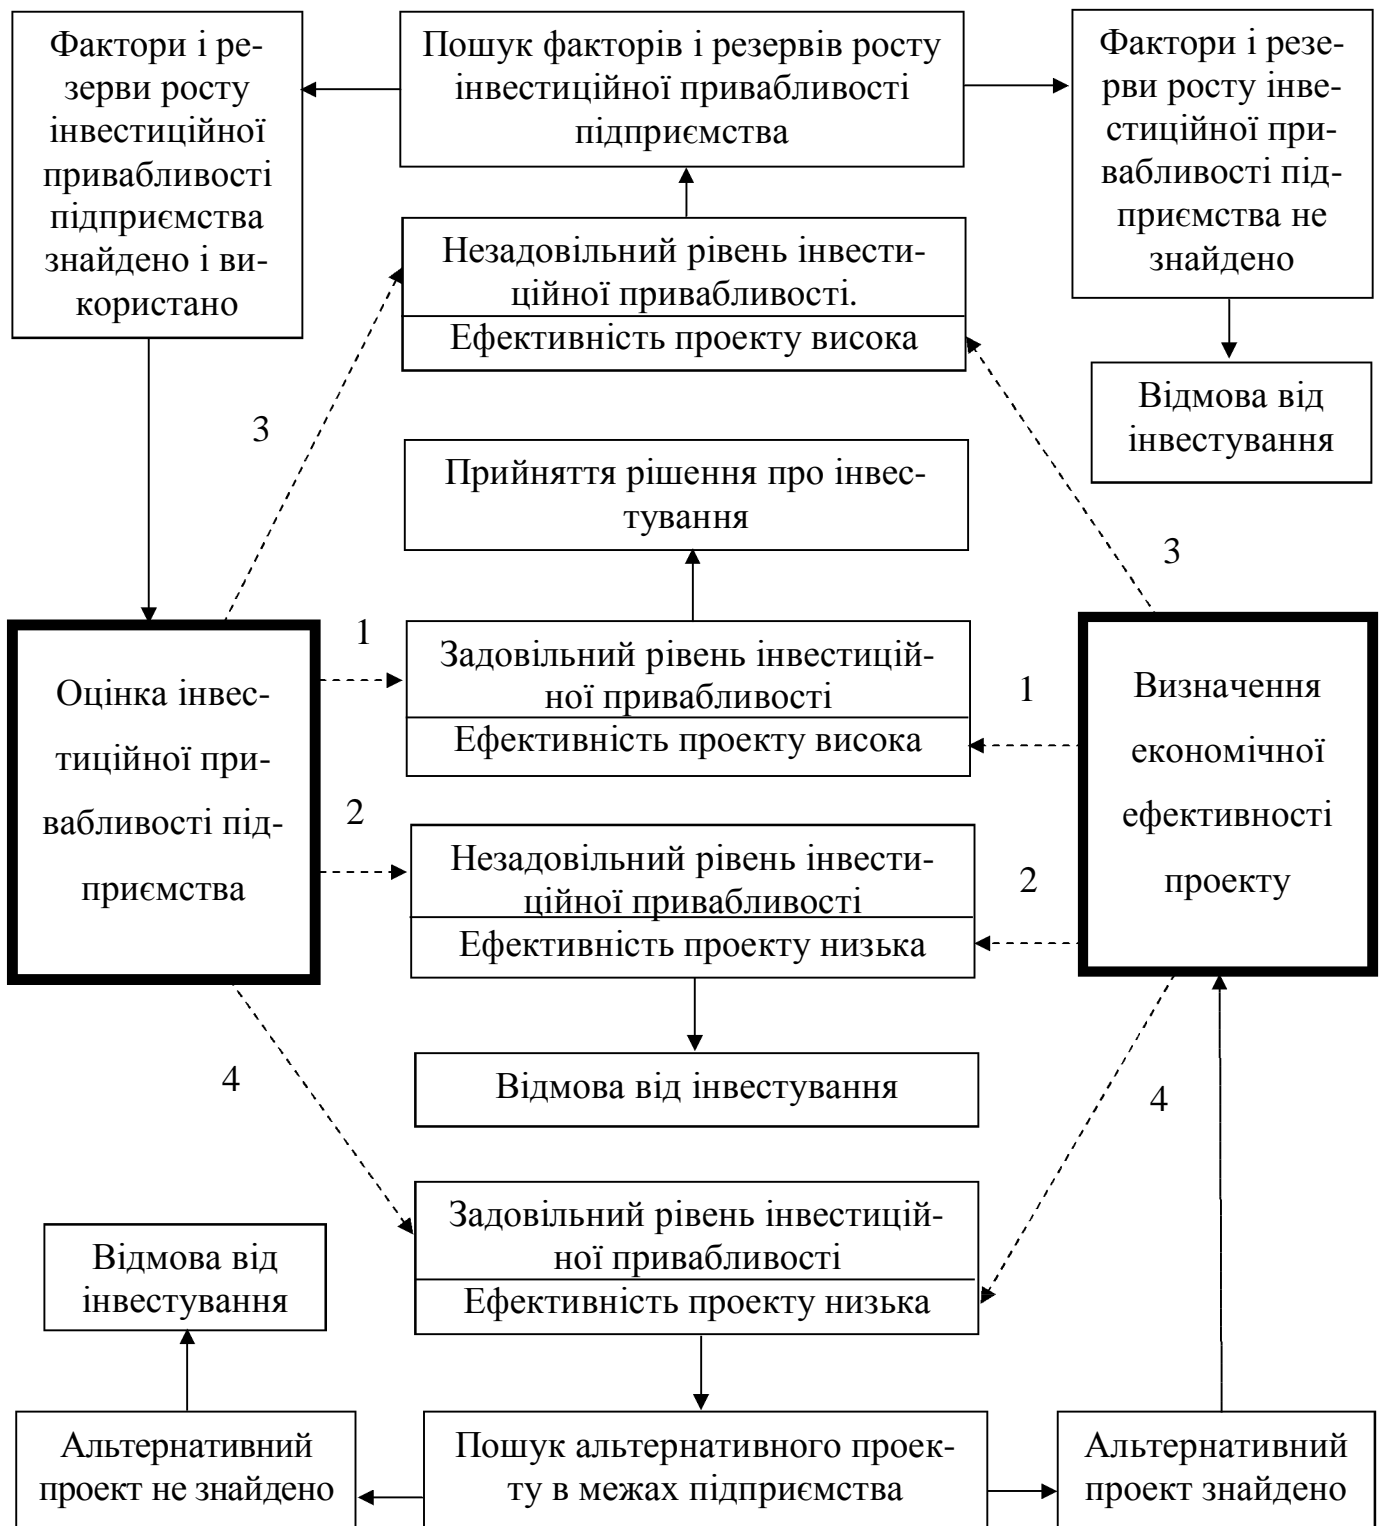 Фактори і ре-
зерви росту
інвестиційної
привабливості
підприємства
знайдено і ви-
користано
Пошук факторів і резервів росту
інвестиційної привабливості
підприємства
Фактори і резе-
рви росту інве-
стиційної при-
вабливості під-
приємства не
знайдено
Незадовільний рівень інвести-
ційної привабливості.
Ефективність проекту висока
Відмова від
інвестування
3
Прийняття рішення про інвес-
тування
3
Оцінка інвес-
тиційної при-
вабливості під-
приємства
1
Задовільний рівень інвестицій-
ної привабливості
Ефективність проекту висока
1
Визначення
економічної
ефективності
проекту
2
Незадовільний рівень інвести-
ційної привабливості
Ефективність проекту низька
2
Відмова від інвестування
4
4
Задовільний рівень інвестицій-
ної привабливості
Ефективність проекту низька
Відмова від
інвестування
Альтернативний
проект не знайдено
Пошук альтернативного проек-
ту в межах підприємства
Альтернативний
проект знайдено